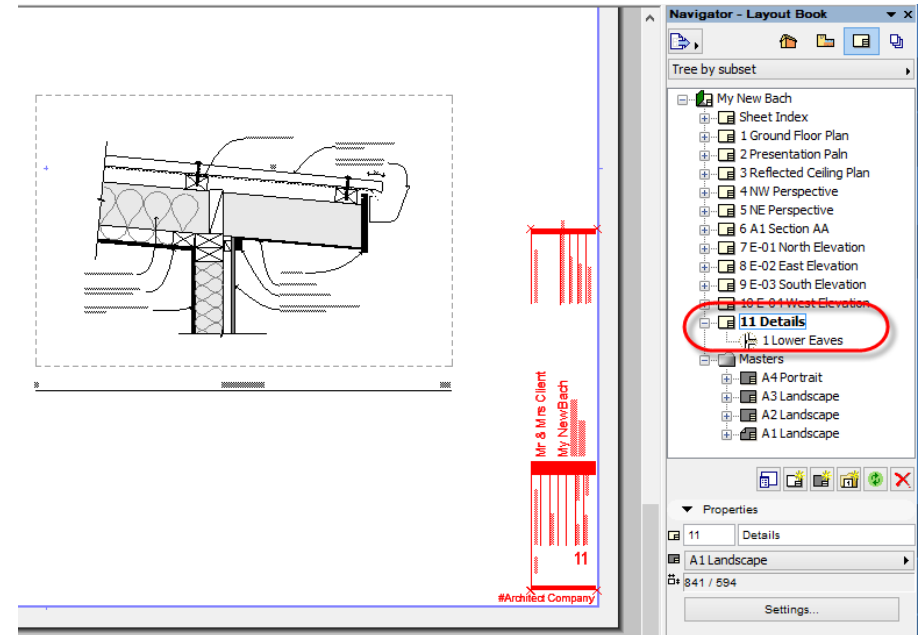 Navigator - Layout Book
Tree by subset
My New Bach
Sheet Index
1 Ground Floor Plan
2 Presentation Paln
3 Reflected Ceiling Plan
4 NW Perspective
5 NE Perspective
6 A1 Section AA
7 E-01 North Elevation
8 E-02 East Elevation
9 E-03 South Elevation
10 E-04 West Elevation
11 Details
1 Lower Eaves
Masters
A4 Portrait
A3 Landscape
A2 Landscape
A1 Landscape
Properties
11 Details
A1 Landscape
841 / 594
Settings...
Mr & Mrs Client
My NewBach
11
#Architect Company